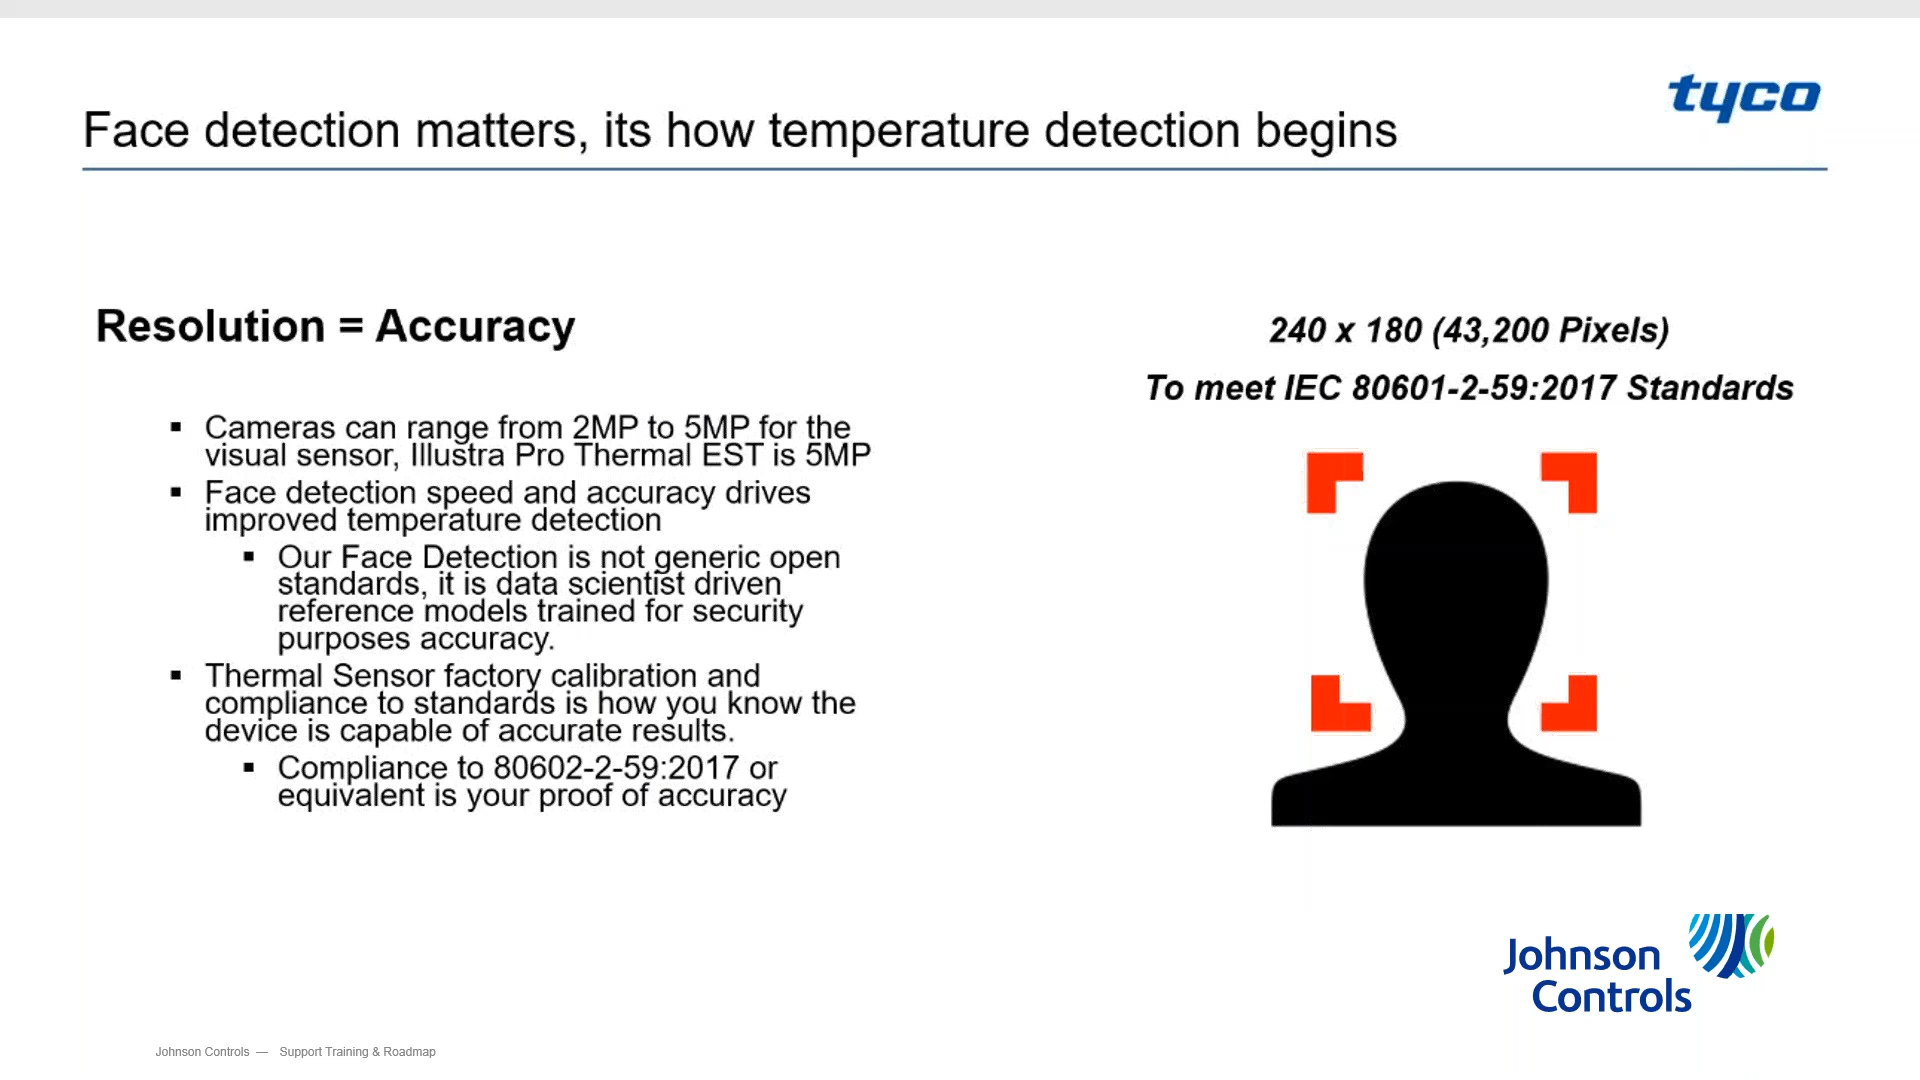 tyco
Face detection matters, its how temperature detection begins
Resolution = Accuracy
▪ Cameras can range from 2MP to 5MP for the
visual sensor, Illustra Pro Thermal EST is 5MP
▪ Face detection speed and accuracy drives
improved temperature detection
▪ Our Face Detection is not generic open
standards, it is data scientist driven
reference models trained for security
purposes accuracy.
▪ Thermal Sensor factory calibration and
compliance to standards is how you know the
device is capable of accurate results.
▪ Compliance to 80602-2-59:2017 or
equivalent is your proof of accuracy
240 x 180 (43,200 Pixels)
To meet IEC 80601-2-59:2017 Standards
Johnson
Controls
Johnson Controls — Support Training & Roadmap